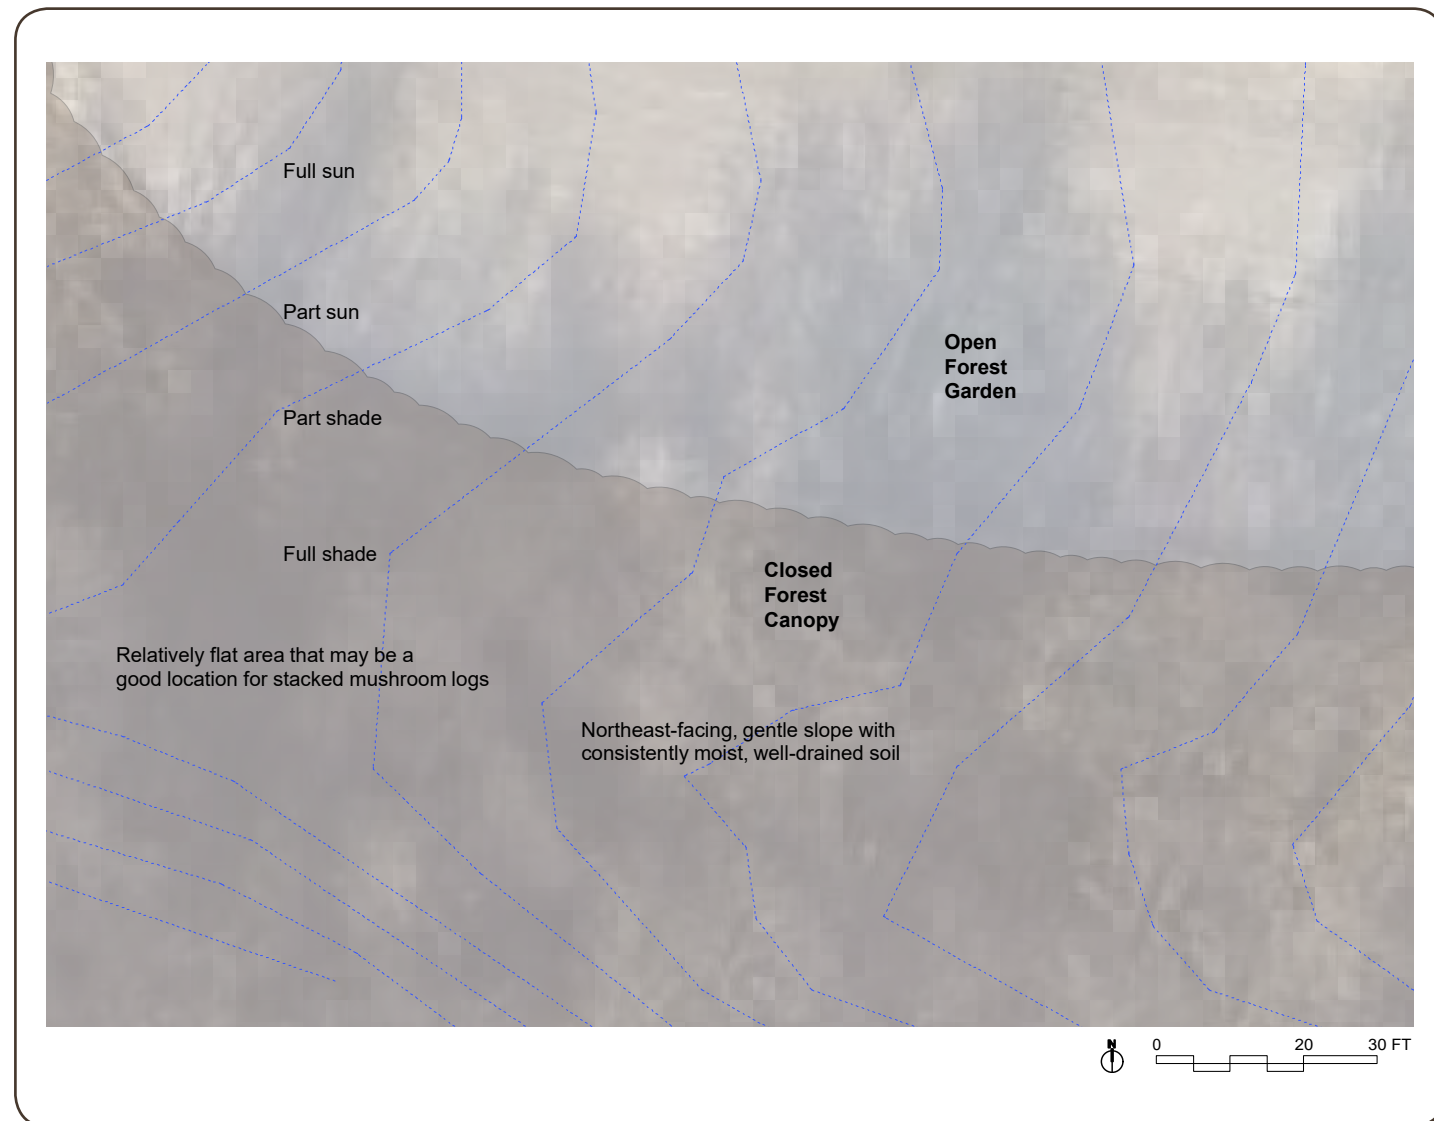 Full sun
Part sun
Open
Forest
Garden
Part shade
Full shade
Closed
Forest
Canopy
Relatively flat area that may be a
good location for stacked mushroom logs
Northeast-facing, gentle slope with
consistently moist, well-drained soil
N
0 20 30 FT